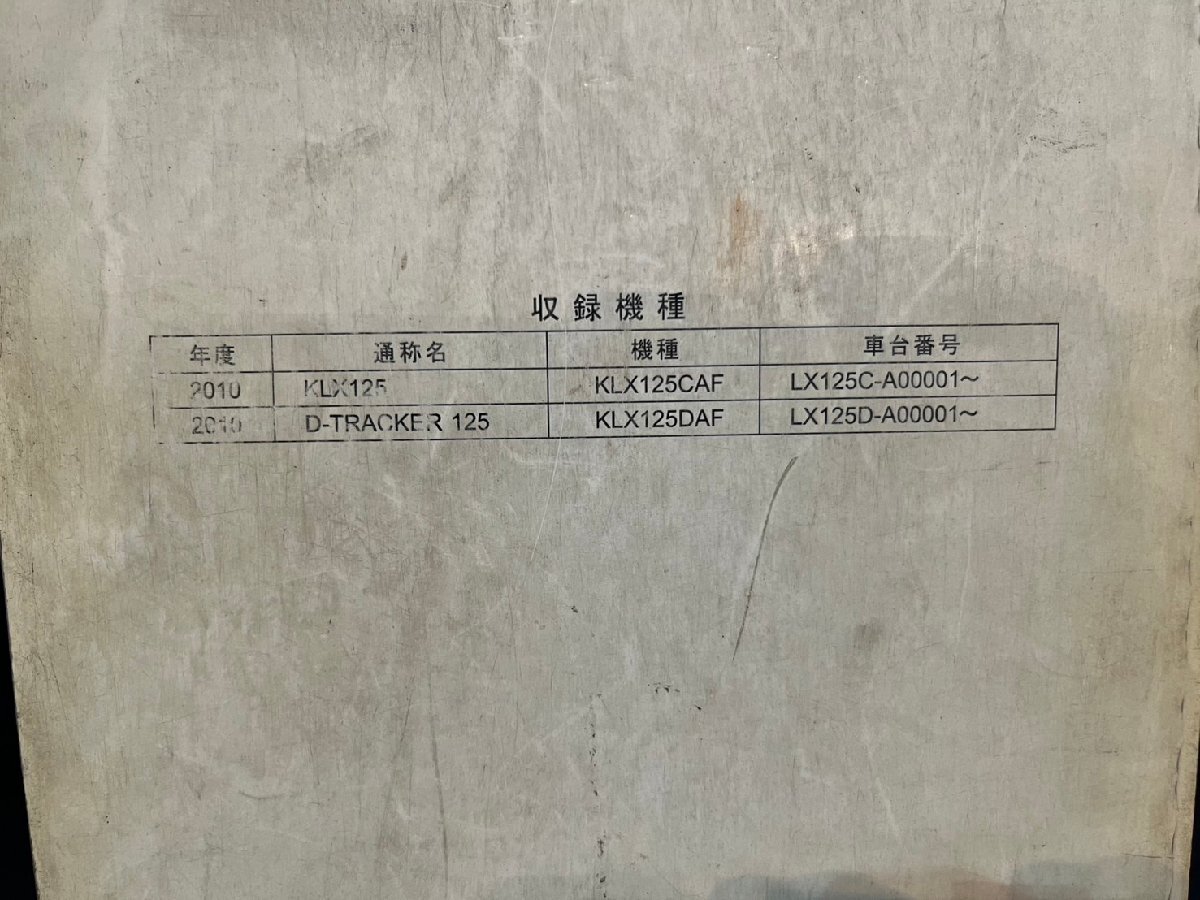 収録機種
年度 通称名 機種 車台番号
2010 KLX125 KLX125CAF LX125C-A00001～
2010 D-TRACKER 125 KLX125DAF LX125D-A00001～